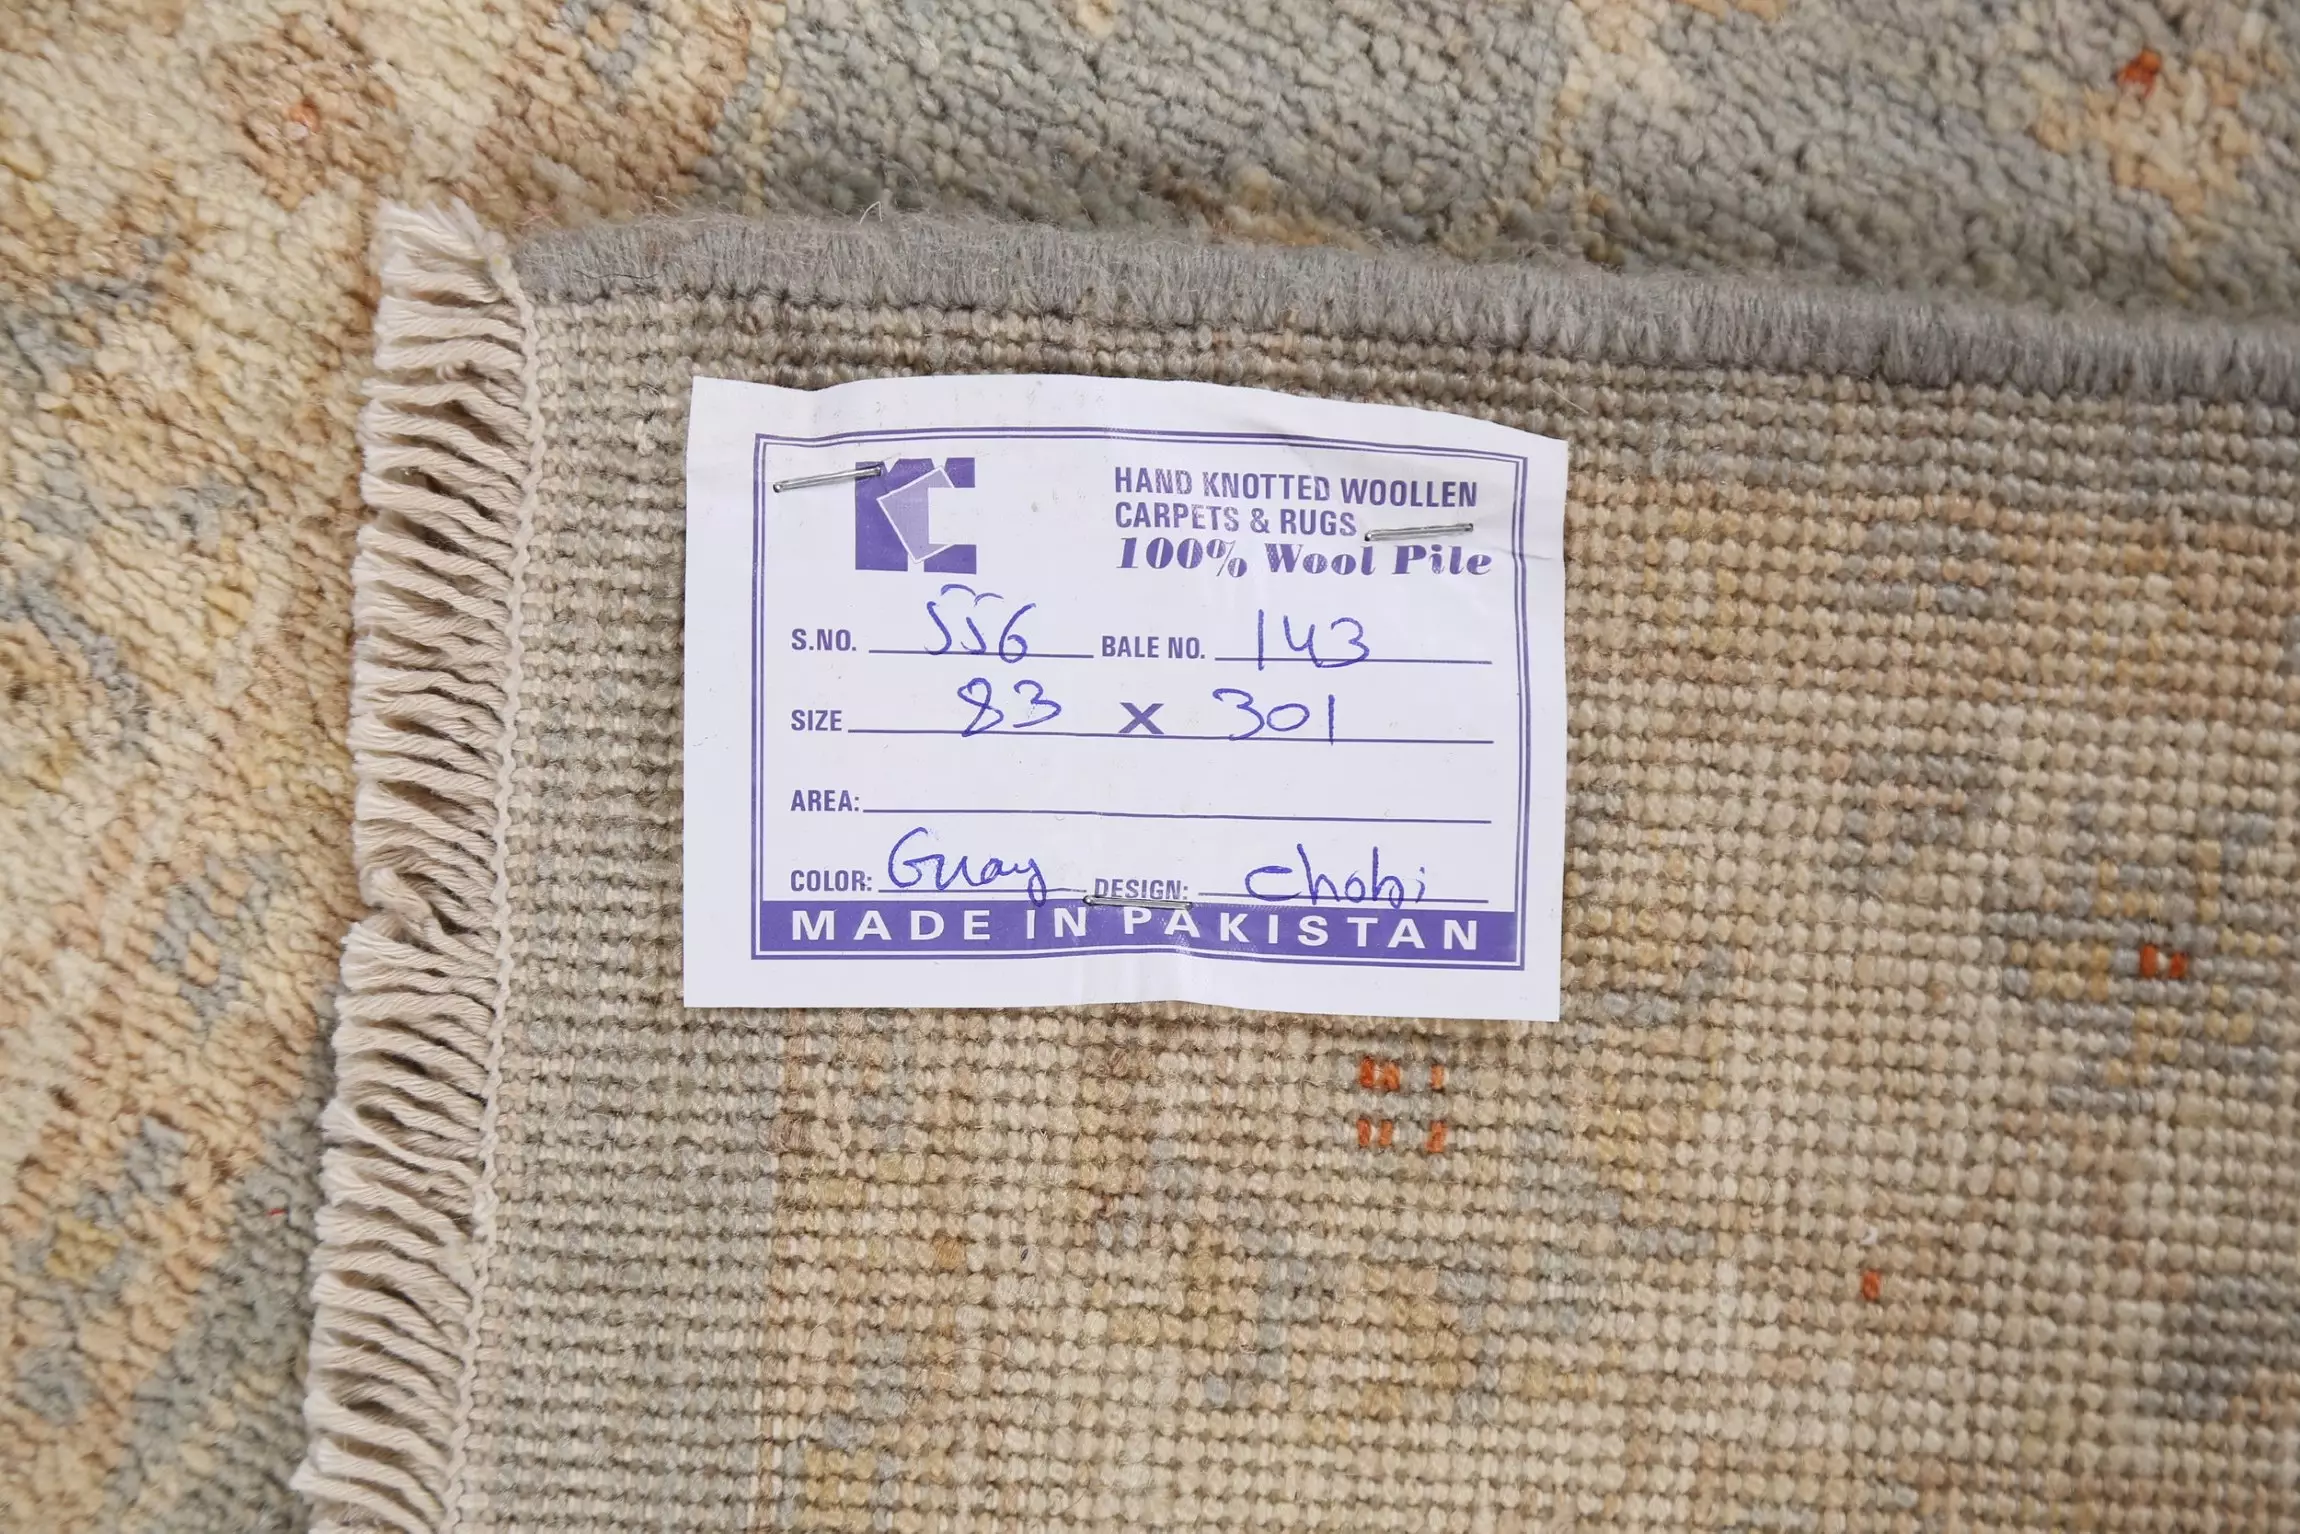 KC
HAND KNOTTED WOOLLEN
CARPETS & RUGS
100% Wool Pile
S.NO. 556 BALE NO. 143
SIZE 83 X 301
AREA:
COLOR: Gray DESIGN: chobi
MADE IN PAKISTAN